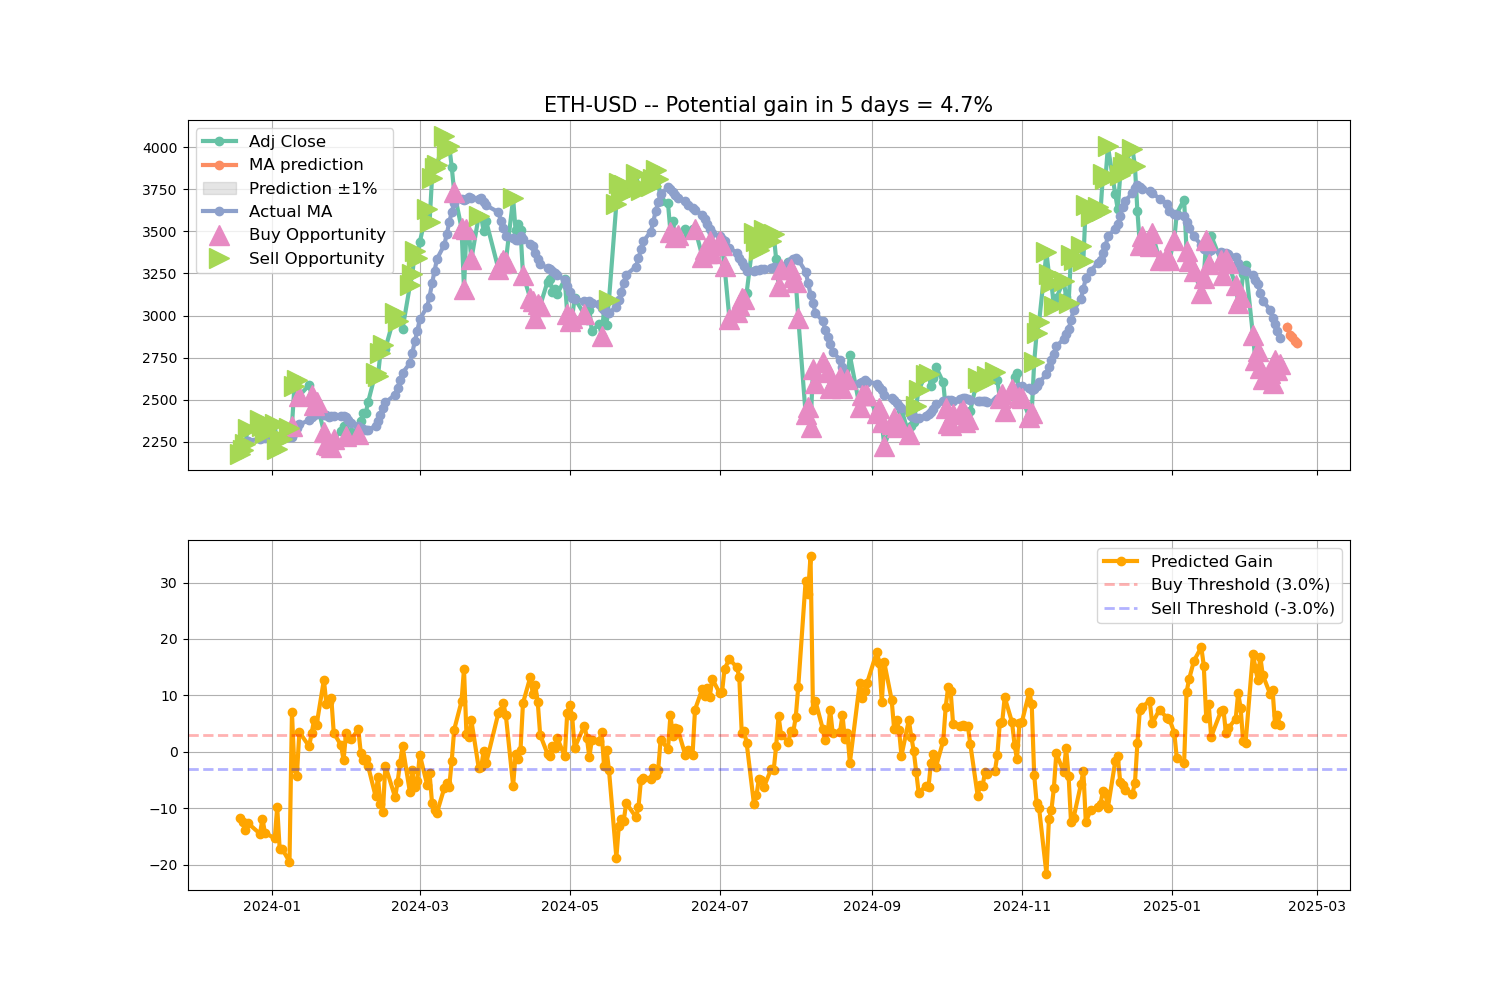 ETH-USD -- Potential gain in 5 days = 4.7%
4000
3750
3500
3250
3000
2750
2500
2250
Adj Close
MA prediction
Prediction ±1%
Actual MA
Buy Opportunity
Sell Opportunity
30
20
10
0
−10
−20
Predicted Gain
Buy Threshold (3.0%)
Sell Threshold (-3.0%)
2024-01
2024-03
2024-05
2024-07
2024-09
2024-11
2025-01
2025-03